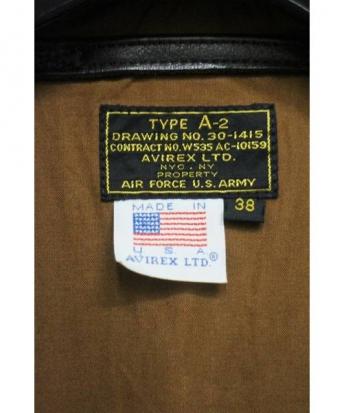 TYPE A-2
DRAWING NO. 30-1415
CONTRACT NO. W535 AC-10159
AVIREX LTD.
NYC. NY
PROPERTY
AIR FORCE U.S. ARMY
38
MADE IN
U.S.A
AVIREX LTD.